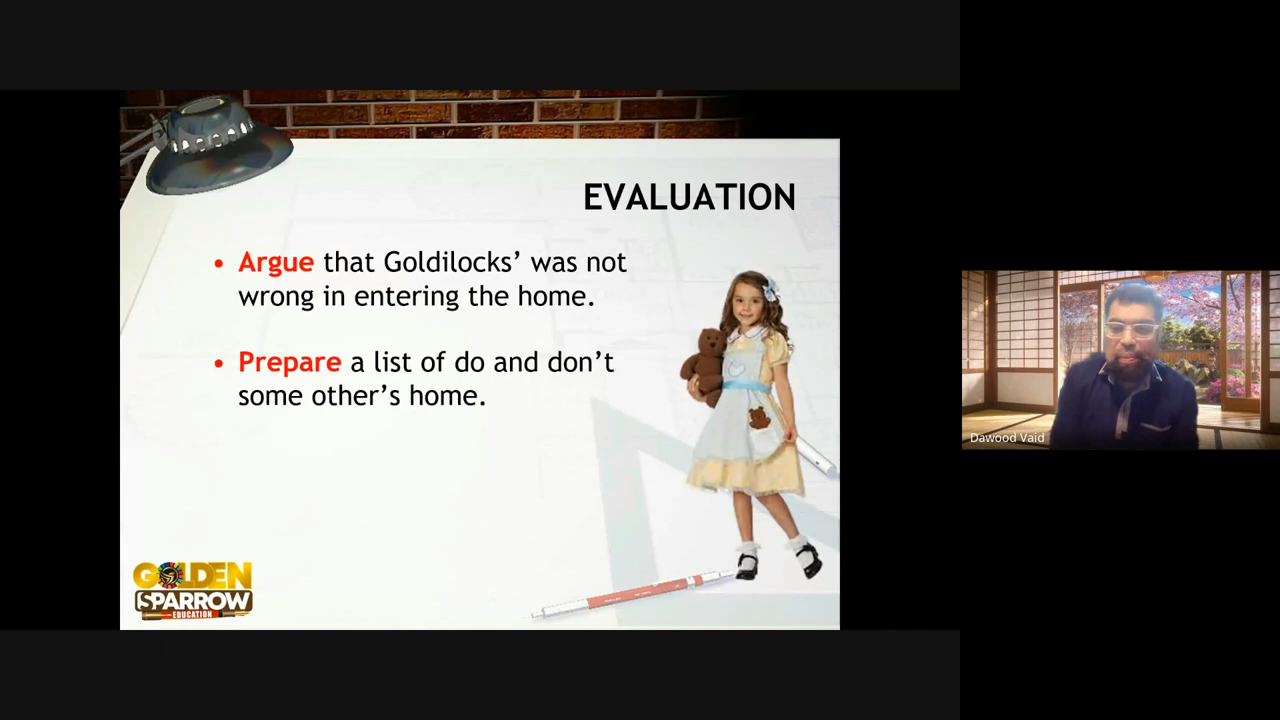 EVALUATION
• Argue that Goldilocks’ was not
wrong in entering the home.
• Prepare a list of do and don’t
some other’s home.
GOLDEN
SPARROW
EDUCATION
Dawood Vaid